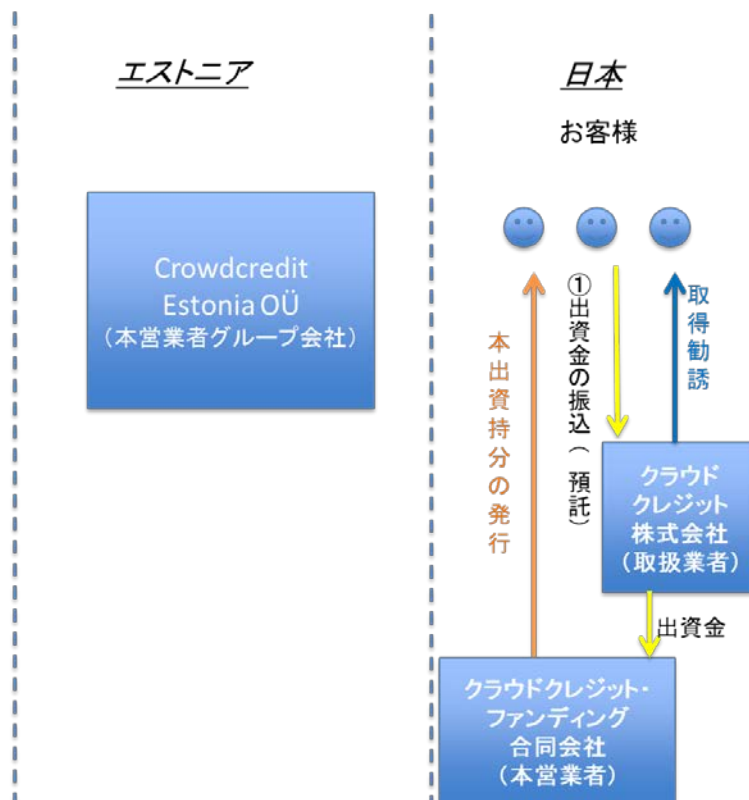 エストニア
日本
お客様
Crowdcredit
Estonia OÜ
（本営業者グループ会社）
本出資持分の発行
①出資金の振込（ 預託）
取得勧誘
クラウド
クレジット
株式会社
（取扱業者）
出資金
クラウドクレジット・
ファンディング
合同会社
（本営業者）